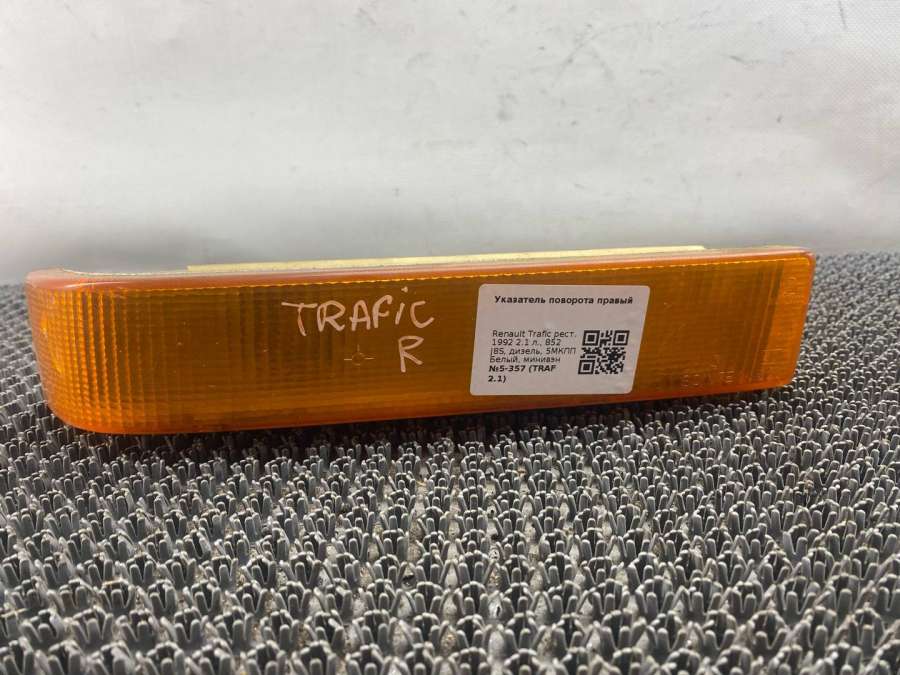 TRAFIC
R
Указатель поворота правый
Renault Trafic рест.
1992 2.1 л., 852
J8S, дизель, 5МКПП
Белый, минивэн
№5-357 (TRAF
2.1)